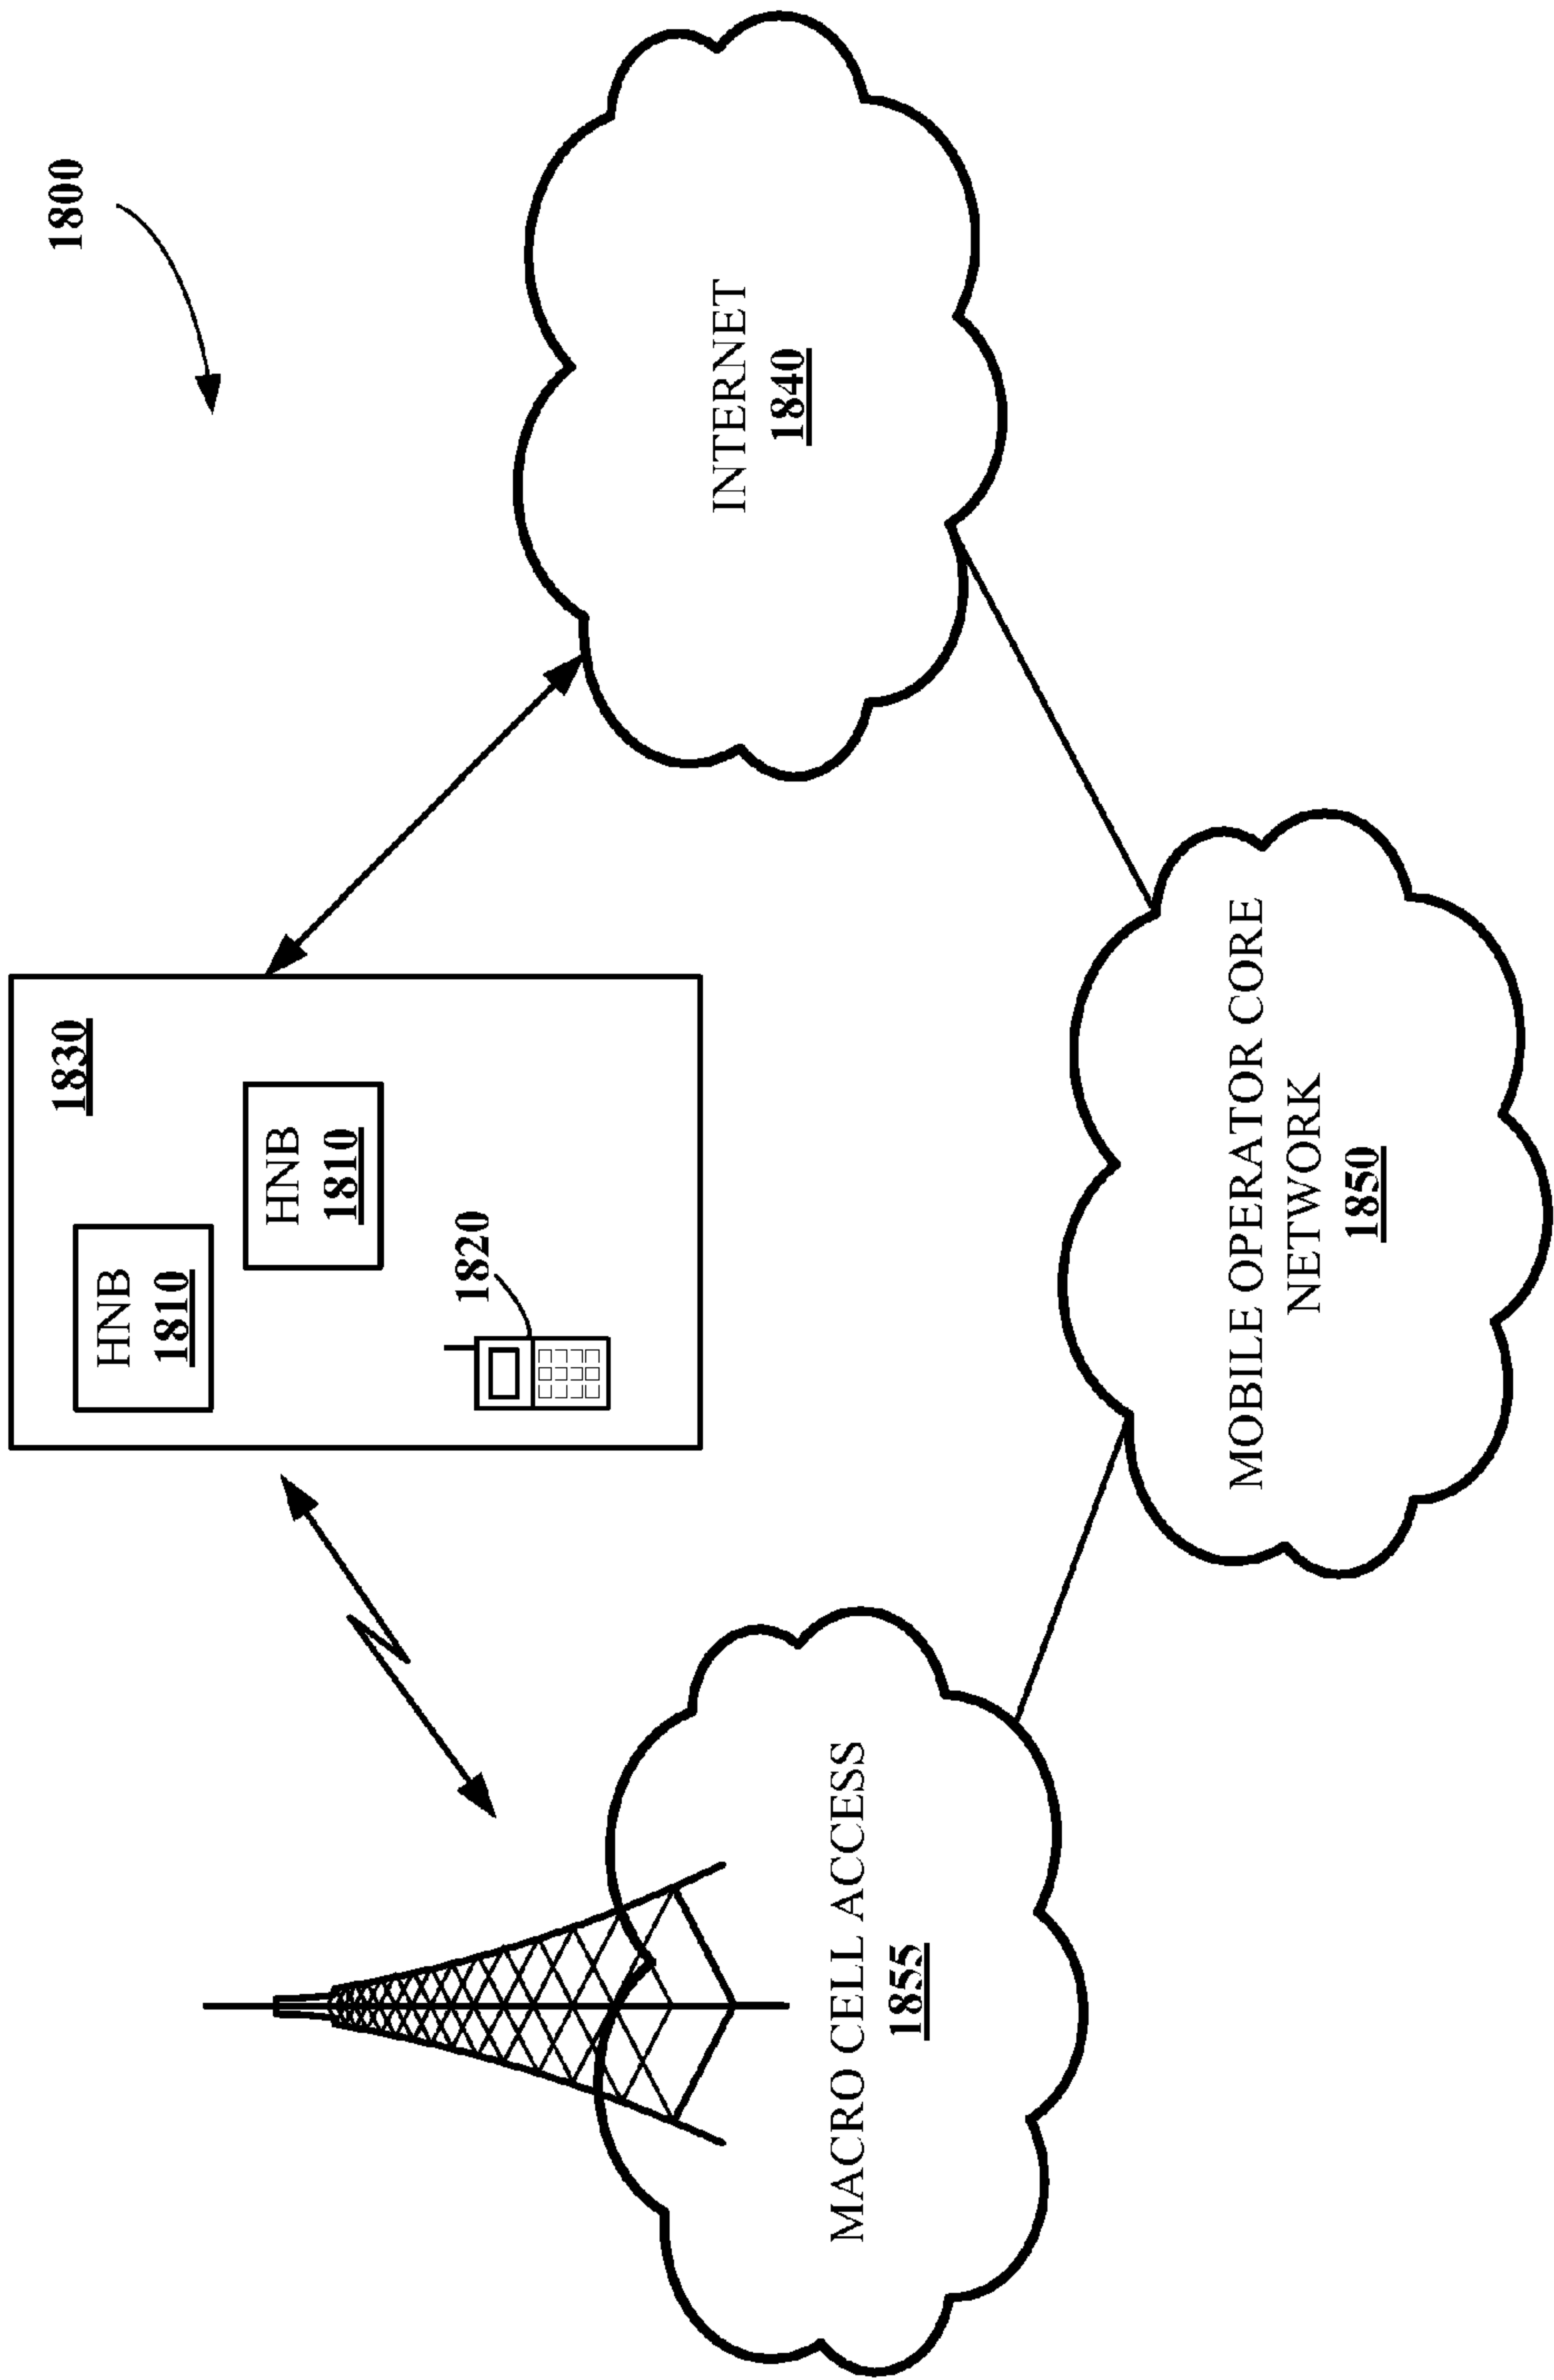 1800
1830
HNB
1810
HNB
1810
1820
INTERNET
1840
MACRO CELL ACCESS
1855
MOBILE OPERATOR CORE
NETWORK
1850